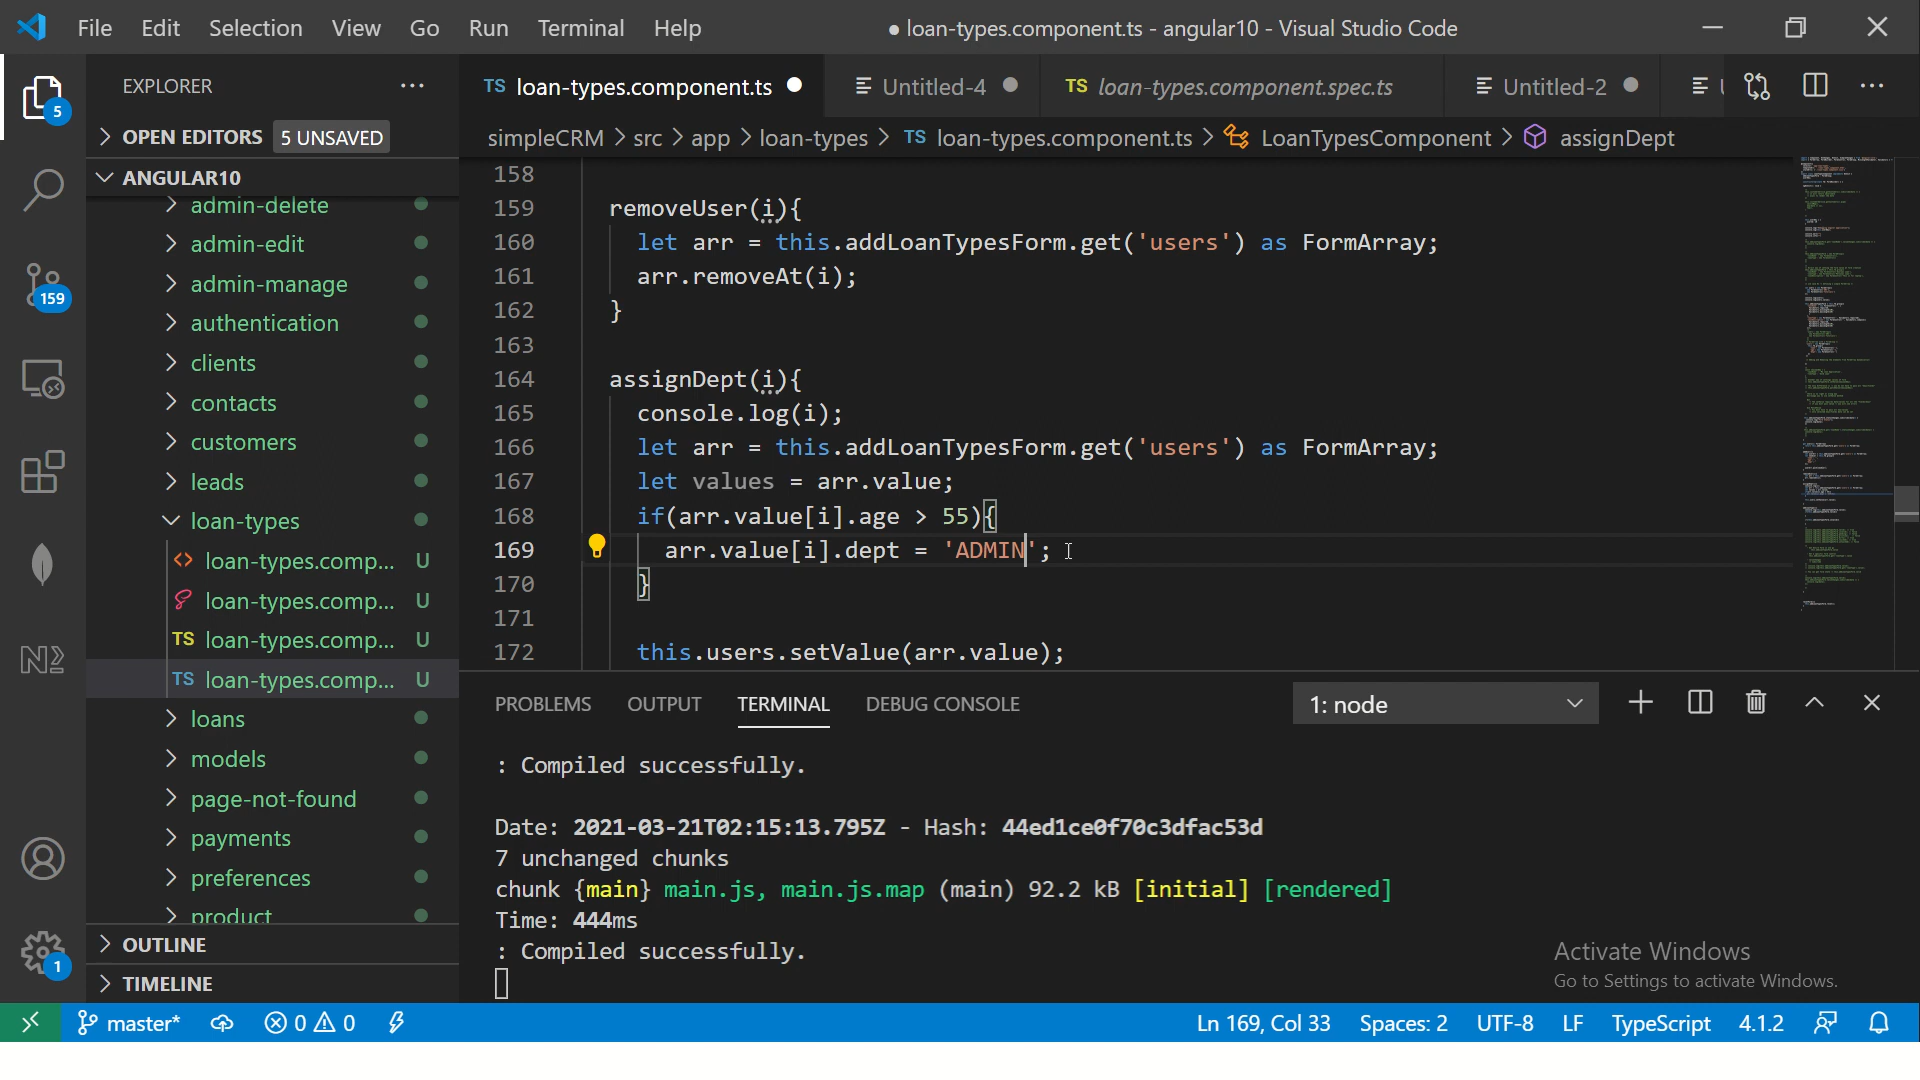 File Edit Selection View Go Run Terminal Help
● loan-types.component.ts - angular10 - Visual Studio Code
EXPLORER ...
5
OPEN EDITORS 5 UNSAVED
ANGULAR10
admin-delete
admin-edit
admin-manage
159
authentication
clients
contacts
customers
leads
loan-types
loan-types.comp... U
loan-types.comp... U
TS loan-types.comp... U
TS loan-types.comp... U
loans
models
page-not-found
payments
preferences
product
OUTLINE
1
TIMELINE
TS loan-types.component.ts ● Untitled-4 ● TS loan-types.component.spec.ts Untitled-2 ●
simpleCRM > src > app > loan-types > TS loan-types.component.ts > LoanTypesComponent > assignDept
158
159 removeUser(i){
160 let arr = this.addLoanTypesForm.get('users') as FormArray;
161 arr.removeAt(i);
162 }
163
164 assignDept(i){
165 console.log(i);
166 let arr = this.addLoanTypesForm.get('users') as FormArray;
167 let values = arr.value;
168 if(arr.value[i].age > 55){
169 arr.value[i].dept = 'ADMIN';
170 }
171
172 this.users.setValue(arr.value);
PROBLEMS OUTPUT TERMINAL DEBUG CONSOLE 1: node
: Compiled successfully.
Date: 2021-03-21T02:15:13.795Z - Hash: 44ed1ce0f70c3dfac53d
7 unchanged chunks
chunk {main} main.js, main.js.map (main) 92.2 kB [initial] [rendered]
Time: 444ms
: Compiled successfully.
Activate Windows
Go to Settings to activate Windows.
master* 0 0 Ln 169, Col 33 Spaces: 2 UTF-8 LF TypeScript 4.1.2